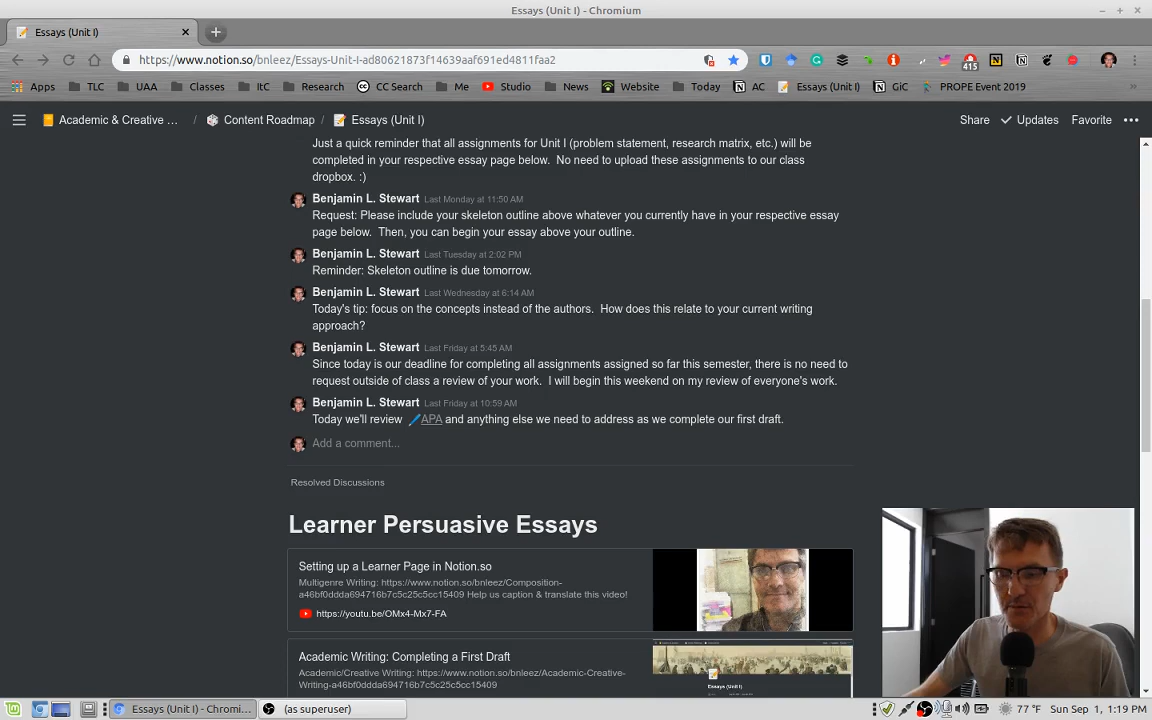 Essays (Unit I) - Chromium
Essays (Unit I)
https://www.notion.so/bnleez/Essays-Unit-I-ad80621873f14639aaf691ed4811faa2
415
Apps TLC UAA Classes ItC Research CC Search Me Studio News Website Today AC Essays (Unit I) GiC PROPE Event 2019
Academic & Creative ... / Content Roadmap / Essays (Unit I) Share Updates Favorite
Just a quick reminder that all assignments for Unit I (problem statement, research matrix, etc.) will be
completed in your respective essay page below. No need to upload these assignments to our class
dropbox. :)
Benjamin L. Stewart Last Monday at 11:50 AM
Request: Please include your skeleton outline above whatever you currently have in your respective essay
page below. Then, you can begin your essay above your outline.
Benjamin L. Stewart Last Tuesday at 2:02 PM
Reminder: Skeleton outline is due tomorrow.
Benjamin L. Stewart Last Wednesday at 6:14 AM
Today's tip: focus on the concepts instead of the authors. How does this relate to your current writing
approach?
Benjamin L. Stewart Last Friday at 5:45 AM
Since today is our deadline for completing all assignments assigned so far this semester, there is no need to
request outside of class a review of your work. I will begin this weekend on my review of everyone's work.
Benjamin L. Stewart Last Friday at 10:59 AM
Today we'll review APA and anything else we need to address as we complete our first draft.
Add a comment...
Resolved Discussions
Learner Persuasive Essays
Setting up a Learner Page in Notion.so
Multigenre Writing: https://www.notion.so/bnleez/Composition-
a46bf0ddda694716b7c5c25c5cc15409 Help us caption & translate this video!
https://youtu.be/OMx4-Mx7-FA
Academic Writing: Completing a First Draft
Academic/Creative Writing: https://www.notion.so/bnleez/Academic-Creative-
Writing-a46bf0ddda694716b7c5c25c5cc15409
Essays (Unit I)
Essays (Unit I) - Chromi... (as superuser) 77 °F Sun Sep 1, 1:19 PM